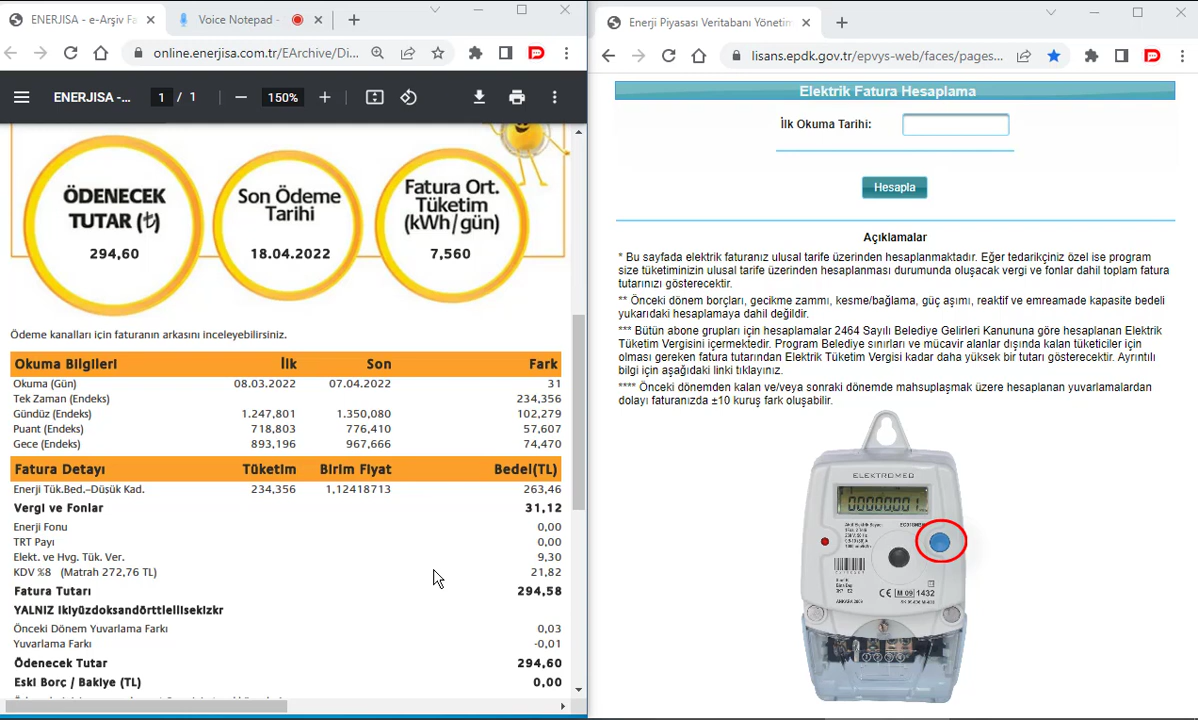 ENERJISA - e-Arşiv Fa
Voice Notepad -
online.enerjisa.com.tr/EArchive/Di...
ENERJISA -...
1 / 1
150%
ÖDENECEK
TUTAR (₺)
294,60
Son Ödeme
Tarihi
18.04.2022
Fatura Ort.
Tüketim
(kWh/gün)
7,560
Ödeme kanalları için faturanın arkasını inceleyebilirsiniz.
Okuma Bilgileri İlk Son Fark
Okuma (Gün) 08.03.2022 07.04.2022 31
Tek Zaman (Endeks) 234,356
Gündüz (Endeks) 1.247,801 1.350,080 102,279
Puant (Endeks) 718,803 776,410 57,607
Gece (Endeks) 893,196 967,666 74,470
Fatura Detayı Tüketim Birim Fiyat Bedel(TL)
Enerji Tük.Bed.–Düşük Kad. 234,356 1,12418713 263,46
Vergi ve Fonlar 31,12
Enerji Fonu 0,00
TRT Payı 0,00
Elekt. ve Hvg. Tük. Ver. 9,30
KDV %8 (Matrah 272,76 TL) 21,82
Fatura Tutarı 294,58
YALNIZ ikiyüzdoksandörttlellisekizkr
Önceki Dönem Yuvarlama Farkı 0,03
Yuvarlama Farkı -0,01
Ödenecek Tutar 294,60
Eski Borç / Bakiye (TL) 0,00
Enerji Piyasası Veritabanı Yönetim
lisans.epdk.gov.tr/epvys-web/faces/pages...
Elektrik Fatura Hesaplama
İlk Okuma Tarihi:
Hesapla
Açıklamalar
* Bu sayfada elektrik faturanız ulusal tarife üzerinden hesaplanmaktadır. Eğer tedarikçiniz özel ise program
size tüketiminizin ulusal tarife üzerinden hesaplanması durumunda oluşacak vergi ve fonlar dahil toplam fatura
tutarınızı gösterecektir.
** Önceki dönem borçları, gecikme zammı, kesme/bağlama, güç aşımı, reaktif ve emreamade kapasite bedeli
yukarıdaki hesaplamaya dahil değildir.
*** Bütün abone grupları için hesaplamalar 2464 Sayılı Belediye Gelirleri Kanununa göre hesaplanan Elektrik
Tüketim Vergisini içermektedir. Program Belediye sınırları ve mücavir alanlar dışında kalan tüketiciler için
olması gereken fatura tutarından Elektrik Tüketim Vergisi kadar daha yüksek bir tutarı gösterecektir. Ayrıntılı
bilgi için aşağıdaki linki tıklayınız.
**** Önceki dönemden kalan ve/veya sonraki dönemde mahsuplaşmak üzere hesaplanan yuvarlamalardan
dolayı faturanızda ±10 kuruş fark oluşabilir.
ELEKTROMED
00000,001
CE M 09 1432
ANKARA 2009